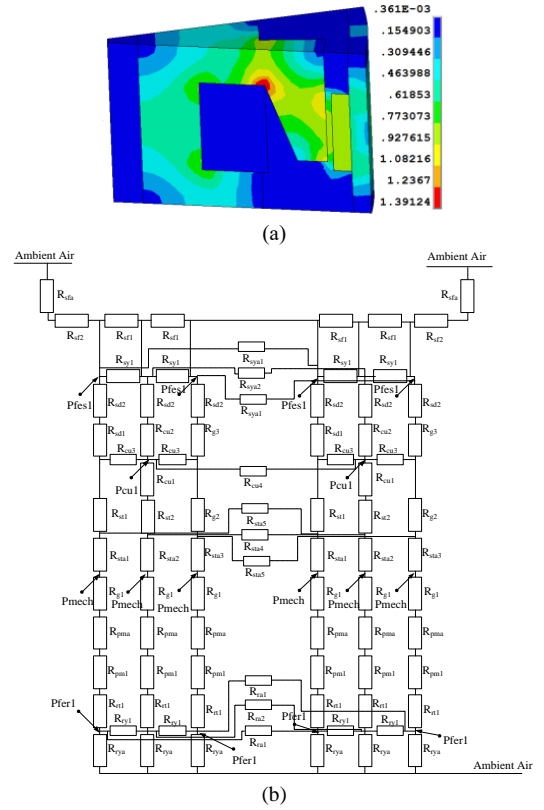 .361E-03
.154903
.309446
.463988
.61853
.773073
.927615
1.08216
1.2367
1.39124
(a)
Ambient Air Ambient Air
Rsfa Rsfa
Rsf2 Rsf1 Rsf1 Rsf1 Rsf1 Rsf2
Rsy1 Rsy1 Rsya1 Rsy1 Rsy1
Rsya2
Pfes1 Pfes1 Rsya1 Pfes1 Pfes1
Rsd2 Rsd2 Rsd2 Rsd2 Rsd2 Rsd2
Rsd1 Rcu2 Rg3 Rsd1 Rcu2 Rg3
Rcu3 Rcu3 Rcu3 Rcu3
Rcu4
Pcu1 Rcu1 Pcu1 Rcu1
Rst1 Rst2 Rg2 Rst1 Rst2 Rg2
Rsta5
Rsta4
Rsta1 Rsta2 Rsta3 Rsta1 Rsta2 Rsta3
Rsta5
Rg1 Rg1 Rg1 Rg1
Pmech Pmech Pmech Pmech Pmech
Rpma Rpma Rpma Rpma Rpma Rpma
Rpm1 Rpm1 Rpm1 Rpm1 Rpm1 Rpm1
Rra1
Rrt1 Rrt1 Rrt1 Rrt1 Rrt1 Rrt1
Pfer1 Rra2 Pfer1
Rry1 Rry1 Rry1 Rry1
Rra1
Pfer1 Pfer1
Rrya Rrya Rrya Rrya Rrya Rrya
Ambient Air
(b)